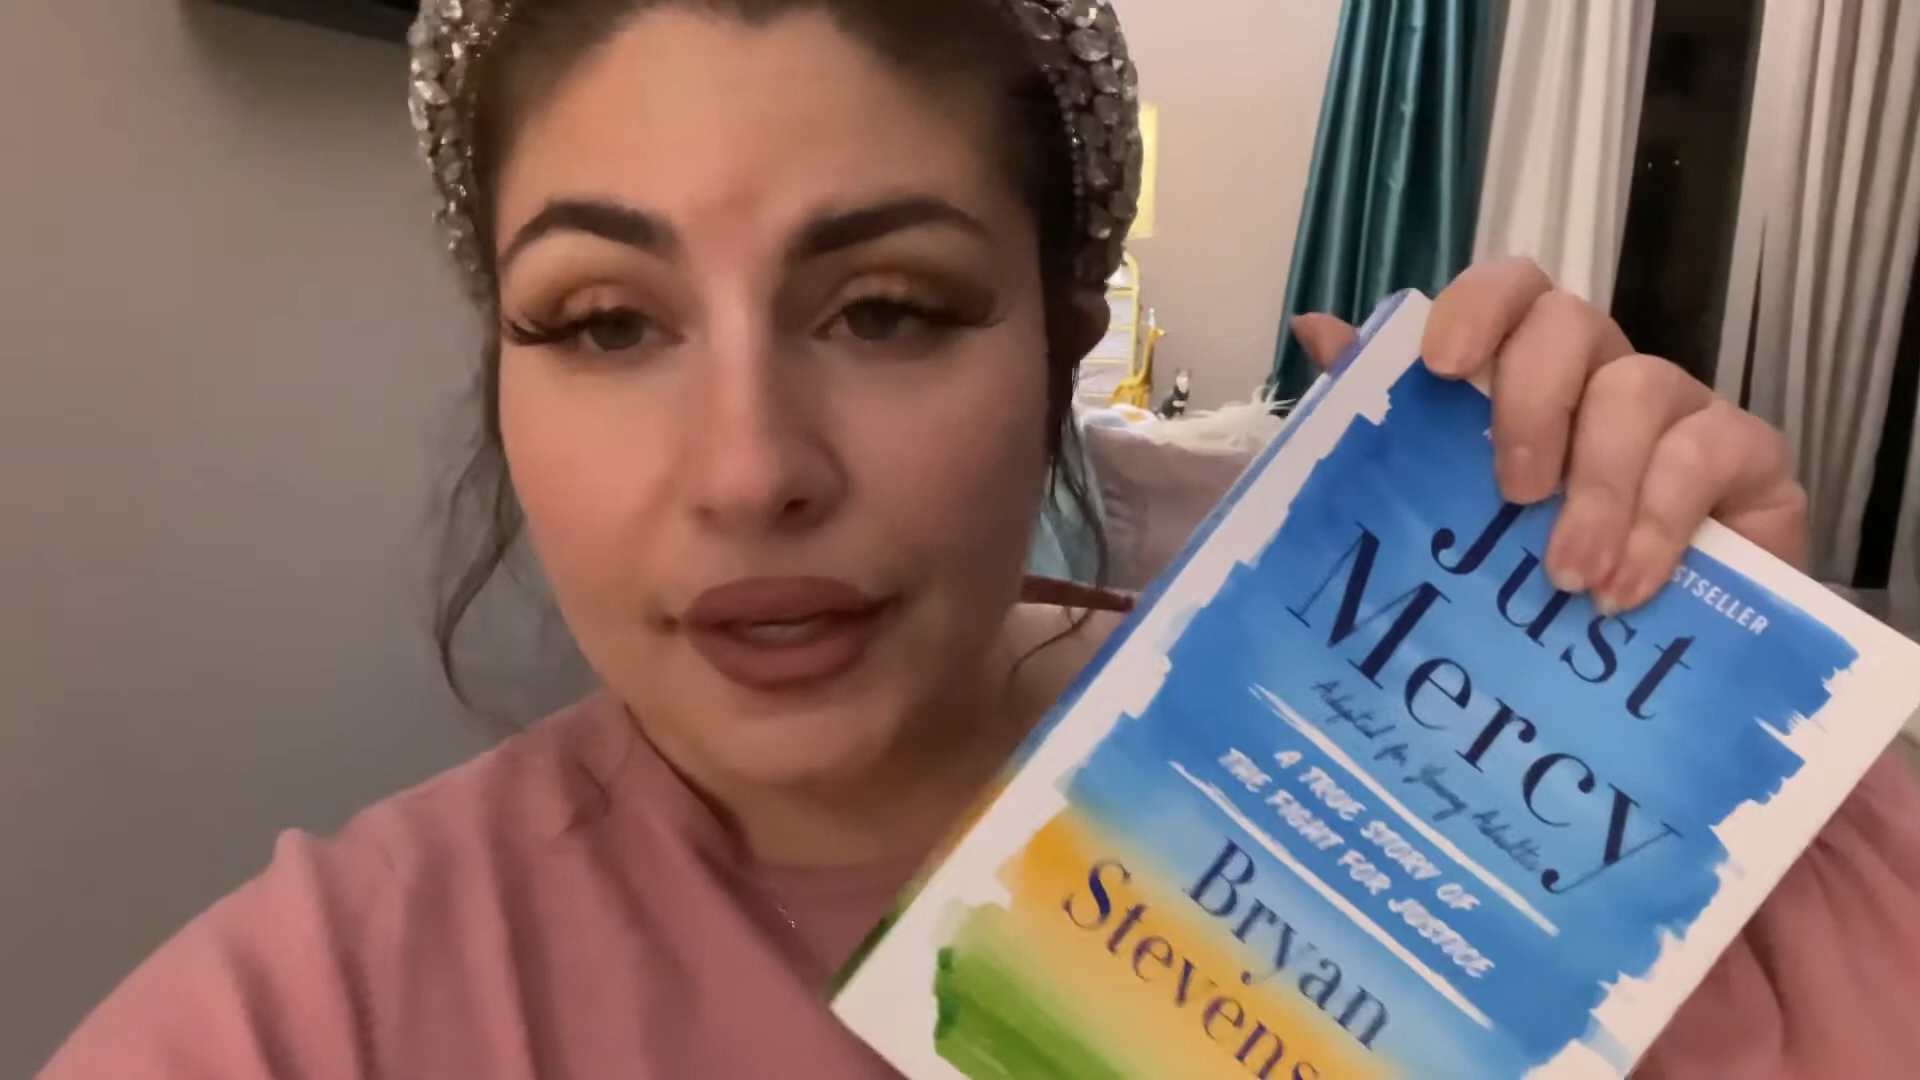 STSELLER
Just
Mercy
Adapted for Young Adults
A TRUE STORY OF
THE FIGHT FOR JUSTICE
Bryan
Stevens